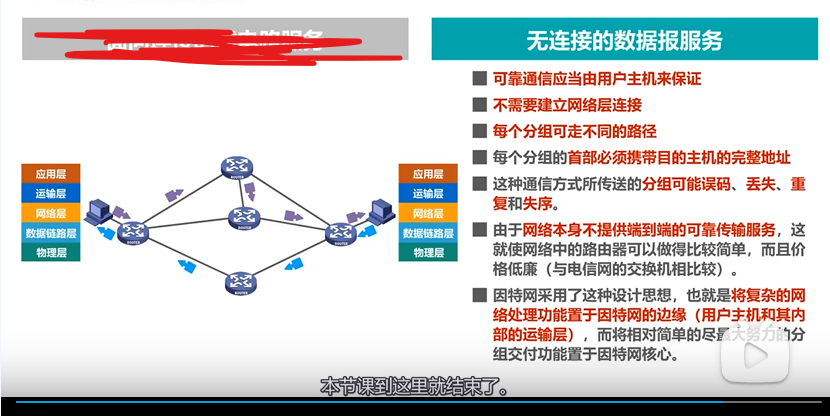 无连接的数据报服务
可靠通信应当由用户主机来保证
不需要建立网络层连接
每个分组可走不同的路径
每个分组的首部必须携带目的主机的完整地址
这种通信方式所传送的分组可能误码、丢失、重
复和失序。
由于网络本身不提供端到端的可靠传输服务，这
就使网络中的路由器可以做得比较简单，而且价
格低廉（与电信网的交换机相比较）。
因特网采用了这种设计思想，也就是将复杂的网
络处理功能置于因特网的边缘（用户主机和其内
部的运输层），而将相对简单的尽最大努力的分
组交付功能置于因特网核心。
应用层
运输层
网络层
数据链路层
物理层
ROUTER
ROUTER
ROUTER
ROUTER
ROUTER
应用层
运输层
网络层
数据链路层
物理层
本节课到这里就结束了。